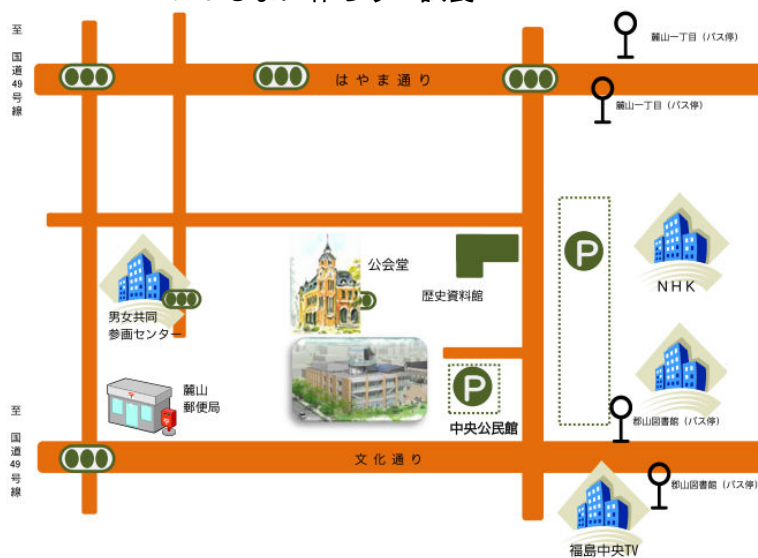 至 国道49号線
麓山一丁目（バス停）
はやま通り
麓山一丁目（バス停）
P
公会堂
歴史資料館
NHK
男女共同
参画センター
麓山
郵便局
P
中央公民館
至 国道49号線
郡山図書館（バス停）
文化通り
郡山図書館（バス停）
福島中央TV